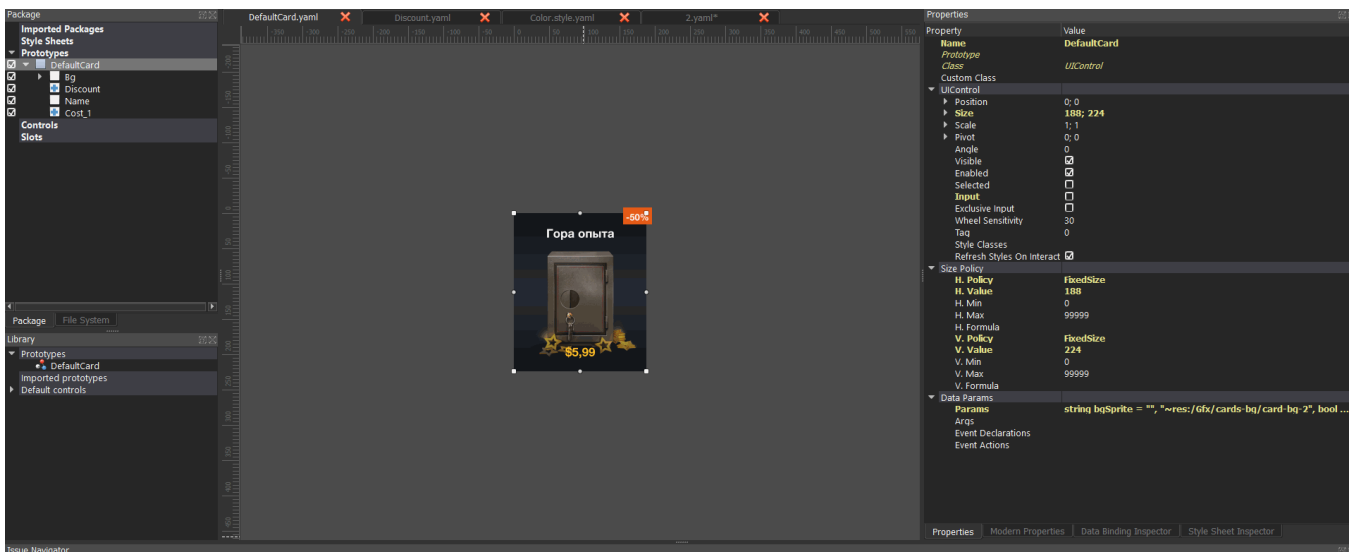 Package
Imported Packages
Style Sheets
Prototypes
DefaultCard
Bg
Discount
Name
Cost_1
Controls
Slots
Package File System
Library
Prototypes
DefaultCard
Imported prototypes
Default controls
DefaultCard.yaml Discount.yaml Color.style.yaml 2.yaml*
-50%
Гора опыта
$5,99
Properties
Property Value
Name DefaultCard
Prototype
Class UIControl
Custom Class
UIControl
Position 0; 0
Size 188; 224
Scale 1; 1
Pivot 0; 0
Angle 0
Visible
Enabled
Selected
Input
Exclusive Input
Wheel Sensitivity 30
Tag 0
Style Classes
Refresh Styles On Interact
Size Policy
H. Policy FixedSize
H. Value 188
H. Min 0
H. Max 99999
H. Formula
V. Policy FixedSize
V. Value 224
V. Min 0
V. Max 99999
V. Formula
Data Params
Params string bgSprite = "", "~res:/Gfx/cards-bg/card-bg-2", bool ...
Args
Event Declarations
Event Actions
Properties Modern Properties Data Binding Inspector Style Sheet Inspector
Issue Navigator